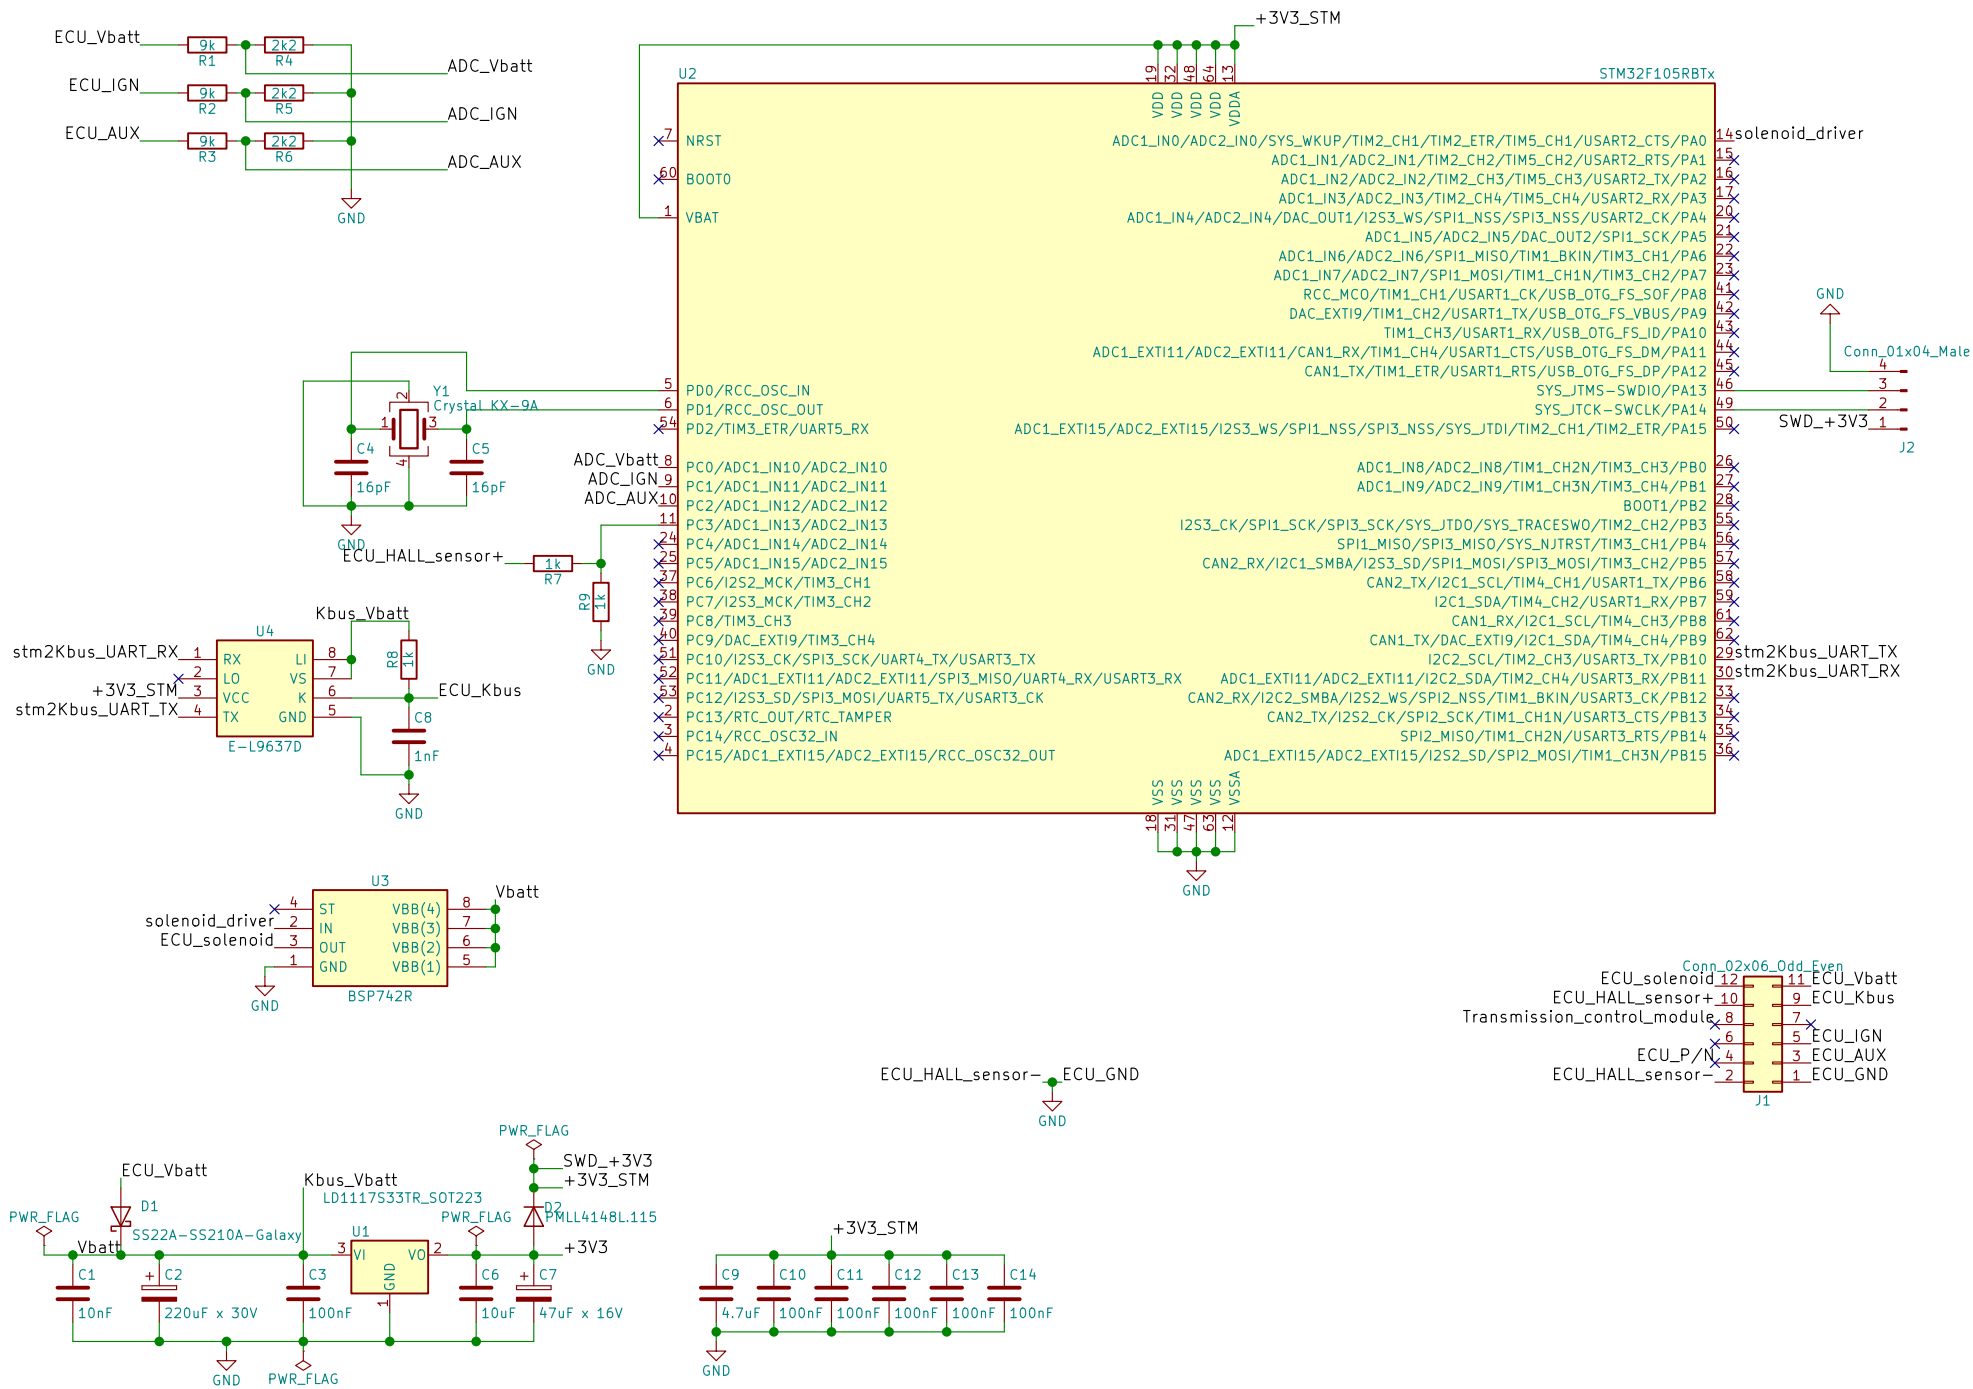 ECU_Vbatt
9k
R1
2k2
R4
ADC_Vbatt
ECU_IGN
9k
R2
2k2
R5
ADC_IGN
ECU_AUX
9k
R3
2k2
R6
ADC_AUX
GND
+3V3_STM
U2
STM32F105RBTx
19 VDD
32 VDD
48 VDD
64 VDD
13 VDDA
7 NRST
60 BOOT0
1 VBAT
5 PD0/RCC_OSC_IN
6 PD1/RCC_OSC_OUT
54 PD2/TIM3_ETR/UART5_RX
ADC_Vbatt 8 PC0/ADC1_IN10/ADC2_IN10
ADC_IGN 9 PC1/ADC1_IN11/ADC2_IN11
ADC_AUX 10 PC2/ADC1_IN12/ADC2_IN12
11 PC3/ADC1_IN13/ADC2_IN13
24 PC4/ADC1_IN14/ADC2_IN14
25 PC5/ADC1_IN15/ADC2_IN15
37 PC6/I2S2_MCK/TIM3_CH1
38 PC7/I2S3_MCK/TIM3_CH2
39 PC8/TIM3_CH3
40 PC9/DAC_EXTI9/TIM3_CH4
51 PC10/I2S3_CK/SPI3_SCK/UART4_TX/USART3_TX
52 PC11/ADC1_EXTI11/ADC2_EXTI11/SPI3_MISO/UART4_RX/USART3_RX
53 PC12/I2S3_SD/SPI3_MOSI/UART5_TX/USART3_CK
2 PC13/RTC_OUT/RTC_TAMPER
3 PC14/RCC_OSC32_IN
4 PC15/ADC1_EXTI15/ADC2_EXTI15/RCC_OSC32_OUT
ADC1_IN0/ADC2_IN0/SYS_WKUP/TIM2_CH1/TIM2_ETR/TIM5_CH1/USART2_CTS/PA0 14 solenoid_driver
ADC1_IN1/ADC2_IN1/TIM2_CH2/TIM5_CH2/USART2_RTS/PA1 15
ADC1_IN2/ADC2_IN2/TIM2_CH3/TIM5_CH3/USART2_TX/PA2 16
ADC1_IN3/ADC2_IN3/TIM2_CH4/TIM5_CH4/USART2_RX/PA3 17
ADC1_IN4/ADC2_IN4/DAC_OUT1/I2S3_WS/SPI1_NSS/SPI3_NSS/USART2_CK/PA4 20
ADC1_IN5/ADC2_IN5/DAC_OUT2/SPI1_SCK/PA5 21
ADC1_IN6/ADC2_IN6/SPI1_MISO/TIM1_BKIN/TIM3_CH1/PA6 22
ADC1_IN7/ADC2_IN7/SPI1_MOSI/TIM1_CH1N/TIM3_CH2/PA7 23
RCC_MCO/TIM1_CH1/USART1_CK/USB_OTG_FS_SOF/PA8 41
DAC_EXTI9/TIM1_CH2/USART1_TX/USB_OTG_FS_VBUS/PA9 42
TIM1_CH3/USART1_RX/USB_OTG_FS_ID/PA10 43
ADC1_EXTI11/ADC2_EXTI11/CAN1_RX/TIM1_CH4/USART1_CTS/USB_OTG_FS_DM/PA11 44
CAN1_TX/TIM1_ETR/USART1_RTS/USB_OTG_FS_DP/PA12 45
SYS_JTMS-SWDIO/PA13 46
SYS_JTCK-SWCLK/PA14 49
ADC1_EXTI15/ADC2_EXTI15/I2S3_WS/SPI1_NSS/SPI3_NSS/SYS_JTDI/TIM2_CH1/TIM2_ETR/PA15 50
ADC1_IN8/ADC2_IN8/TIM1_CH2N/TIM3_CH3/PB0 26
ADC1_IN9/ADC2_IN9/TIM1_CH3N/TIM3_CH4/PB1 27
BOOT1/PB2 28
I2S3_CK/SPI1_SCK/SPI3_SCK/SYS_JTDO/SYS_TRACESWO/TIM2_CH2/PB3 55
SPI1_MISO/SPI3_MISO/SYS_NJTRST/TIM3_CH1/PB4 56
CAN2_RX/I2C1_SMBA/I2S3_SD/SPI1_MOSI/SPI3_MOSI/TIM3_CH2/PB5 57
CAN2_TX/I2C1_SCL/TIM4_CH1/USART1_TX/PB6 58
I2C1_SDA/TIM4_CH2/USART1_RX/PB7 59
CAN1_RX/I2C1_SCL/TIM4_CH3/PB8 61
CAN1_TX/DAC_EXTI9/I2C1_SDA/TIM4_CH4/PB9 62
I2C2_SCL/TIM2_CH3/USART3_TX/PB10 29 stm2Kbus_UART_TX
ADC1_EXTI11/ADC2_EXTI11/I2C2_SDA/TIM2_CH4/USART3_RX/PB11 30 stm2Kbus_UART_RX
CAN2_RX/I2C2_SMBA/I2S2_WS/SPI2_NSS/TIM1_BKIN/USART3_CK/PB12 33
CAN2_TX/I2S2_CK/SPI2_SCK/TIM1_CH1N/USART3_CTS/PB13 34
SPI2_MISO/TIM1_CH2N/USART3_RTS/PB14 35
ADC1_EXTI15/ADC2_EXTI15/I2S2_SD/SPI2_MOSI/TIM1_CH3N/PB15 36
VSS 18
VSS 31
VSS 47
VSS 63
VSSA 12
GND
GND
Conn_01x04_Male
4
3
2
SWD_+3V3 1
J2
Y1
Crystal KX-9A
2
1
3
4
C4
16pF
C5
16pF
GND
ECU_HALL_sensor+
1k
R7
R9
1k
GND
Kbus_Vbatt
U4
stm2Kbus_UART_RX 1 RX LI 8
2 LO VS 7
+3V3_STM 3 VCC K 6
stm2Kbus_UART_TX 4 TX GND 5
E-L9637D
R8
1k
ECU_Kbus
C8
1nF
GND
U3
Vbatt
4 ST VBB(4) 8
solenoid_driver 2 IN VBB(3) 7
ECU_solenoid 3 OUT VBB(2) 6
1 GND VBB(1) 5
BSP742R
GND
Conn_02x06_Odd_Even
ECU_solenoid 12 11 ECU_Vbatt
ECU_HALL_sensor+ 10 9 ECU_Kbus
Transmission_control_module 8 7
6 5 ECU_IGN
ECU_P/N 4 3 ECU_AUX
ECU_HALL_sensor- 2 1 ECU_GND
J1
ECU_HALL_sensor- ECU_GND
GND
PWR_FLAG
ECU_Vbatt
D1
SS22A-SS210A-Galaxy
Vbatt
C1
10nF
C2
220uF x 30V
Kbus_Vbatt
C3
100nF
LD1117S33TR_SOT223
U1
3 VI VO 2
GND
1
PWR_FLAG
C6
10uF
PWR_FLAG
SWD_+3V3
+3V3_STM
D2
PMLL4148L.115
+3V3
C7
47uF x 16V
GND
PWR_FLAG
+3V3_STM
C9
4.7uF
C10
100nF
C11
100nF
C12
100nF
C13
100nF
C14
100nF
GND